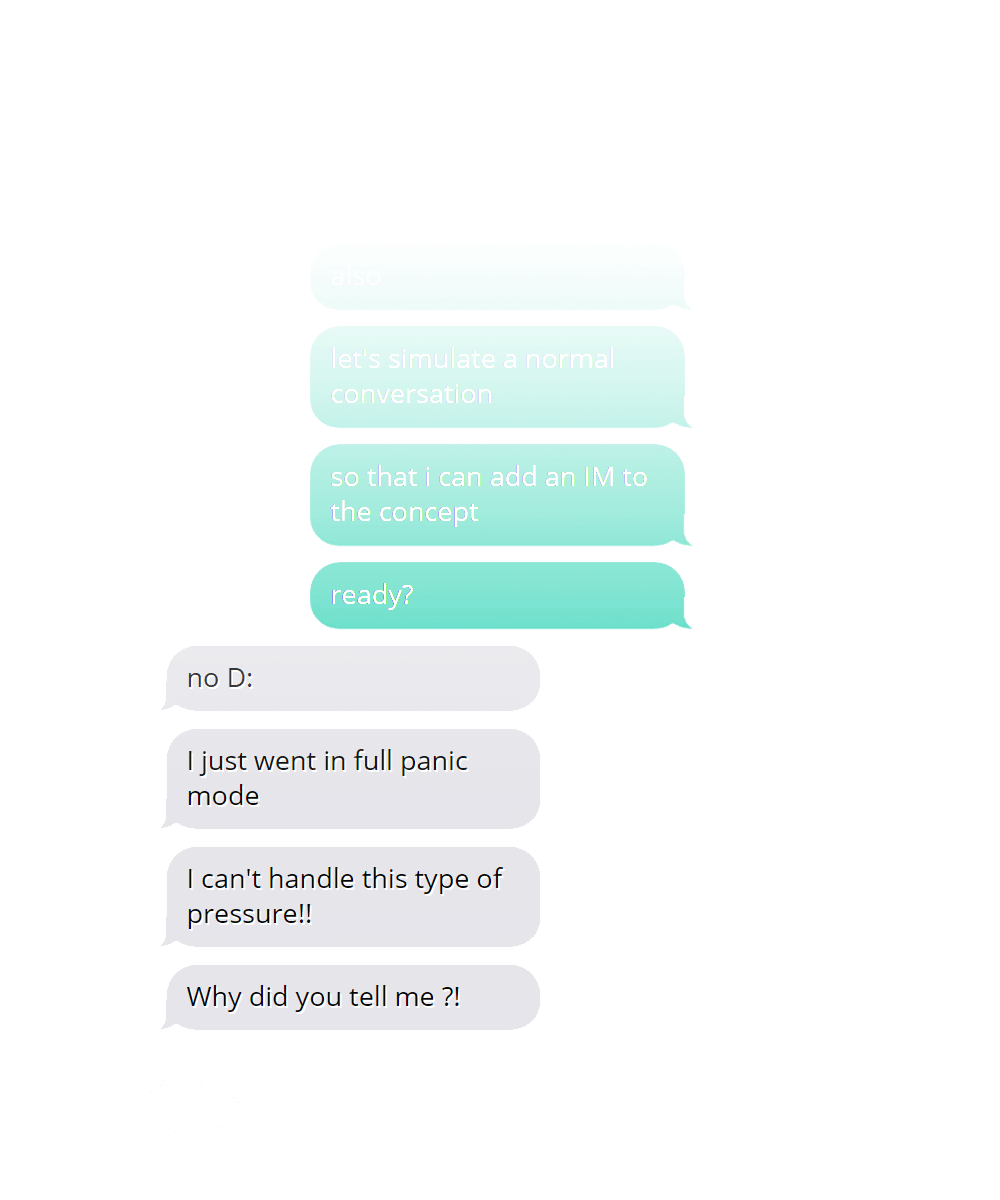 also
let's simulate a normal
conversation
so that i can add an IM to
the concept
ready?
no D:
I just went in full panic
mode
I can't handle this type of
pressure!!
Why did you tell me ?!